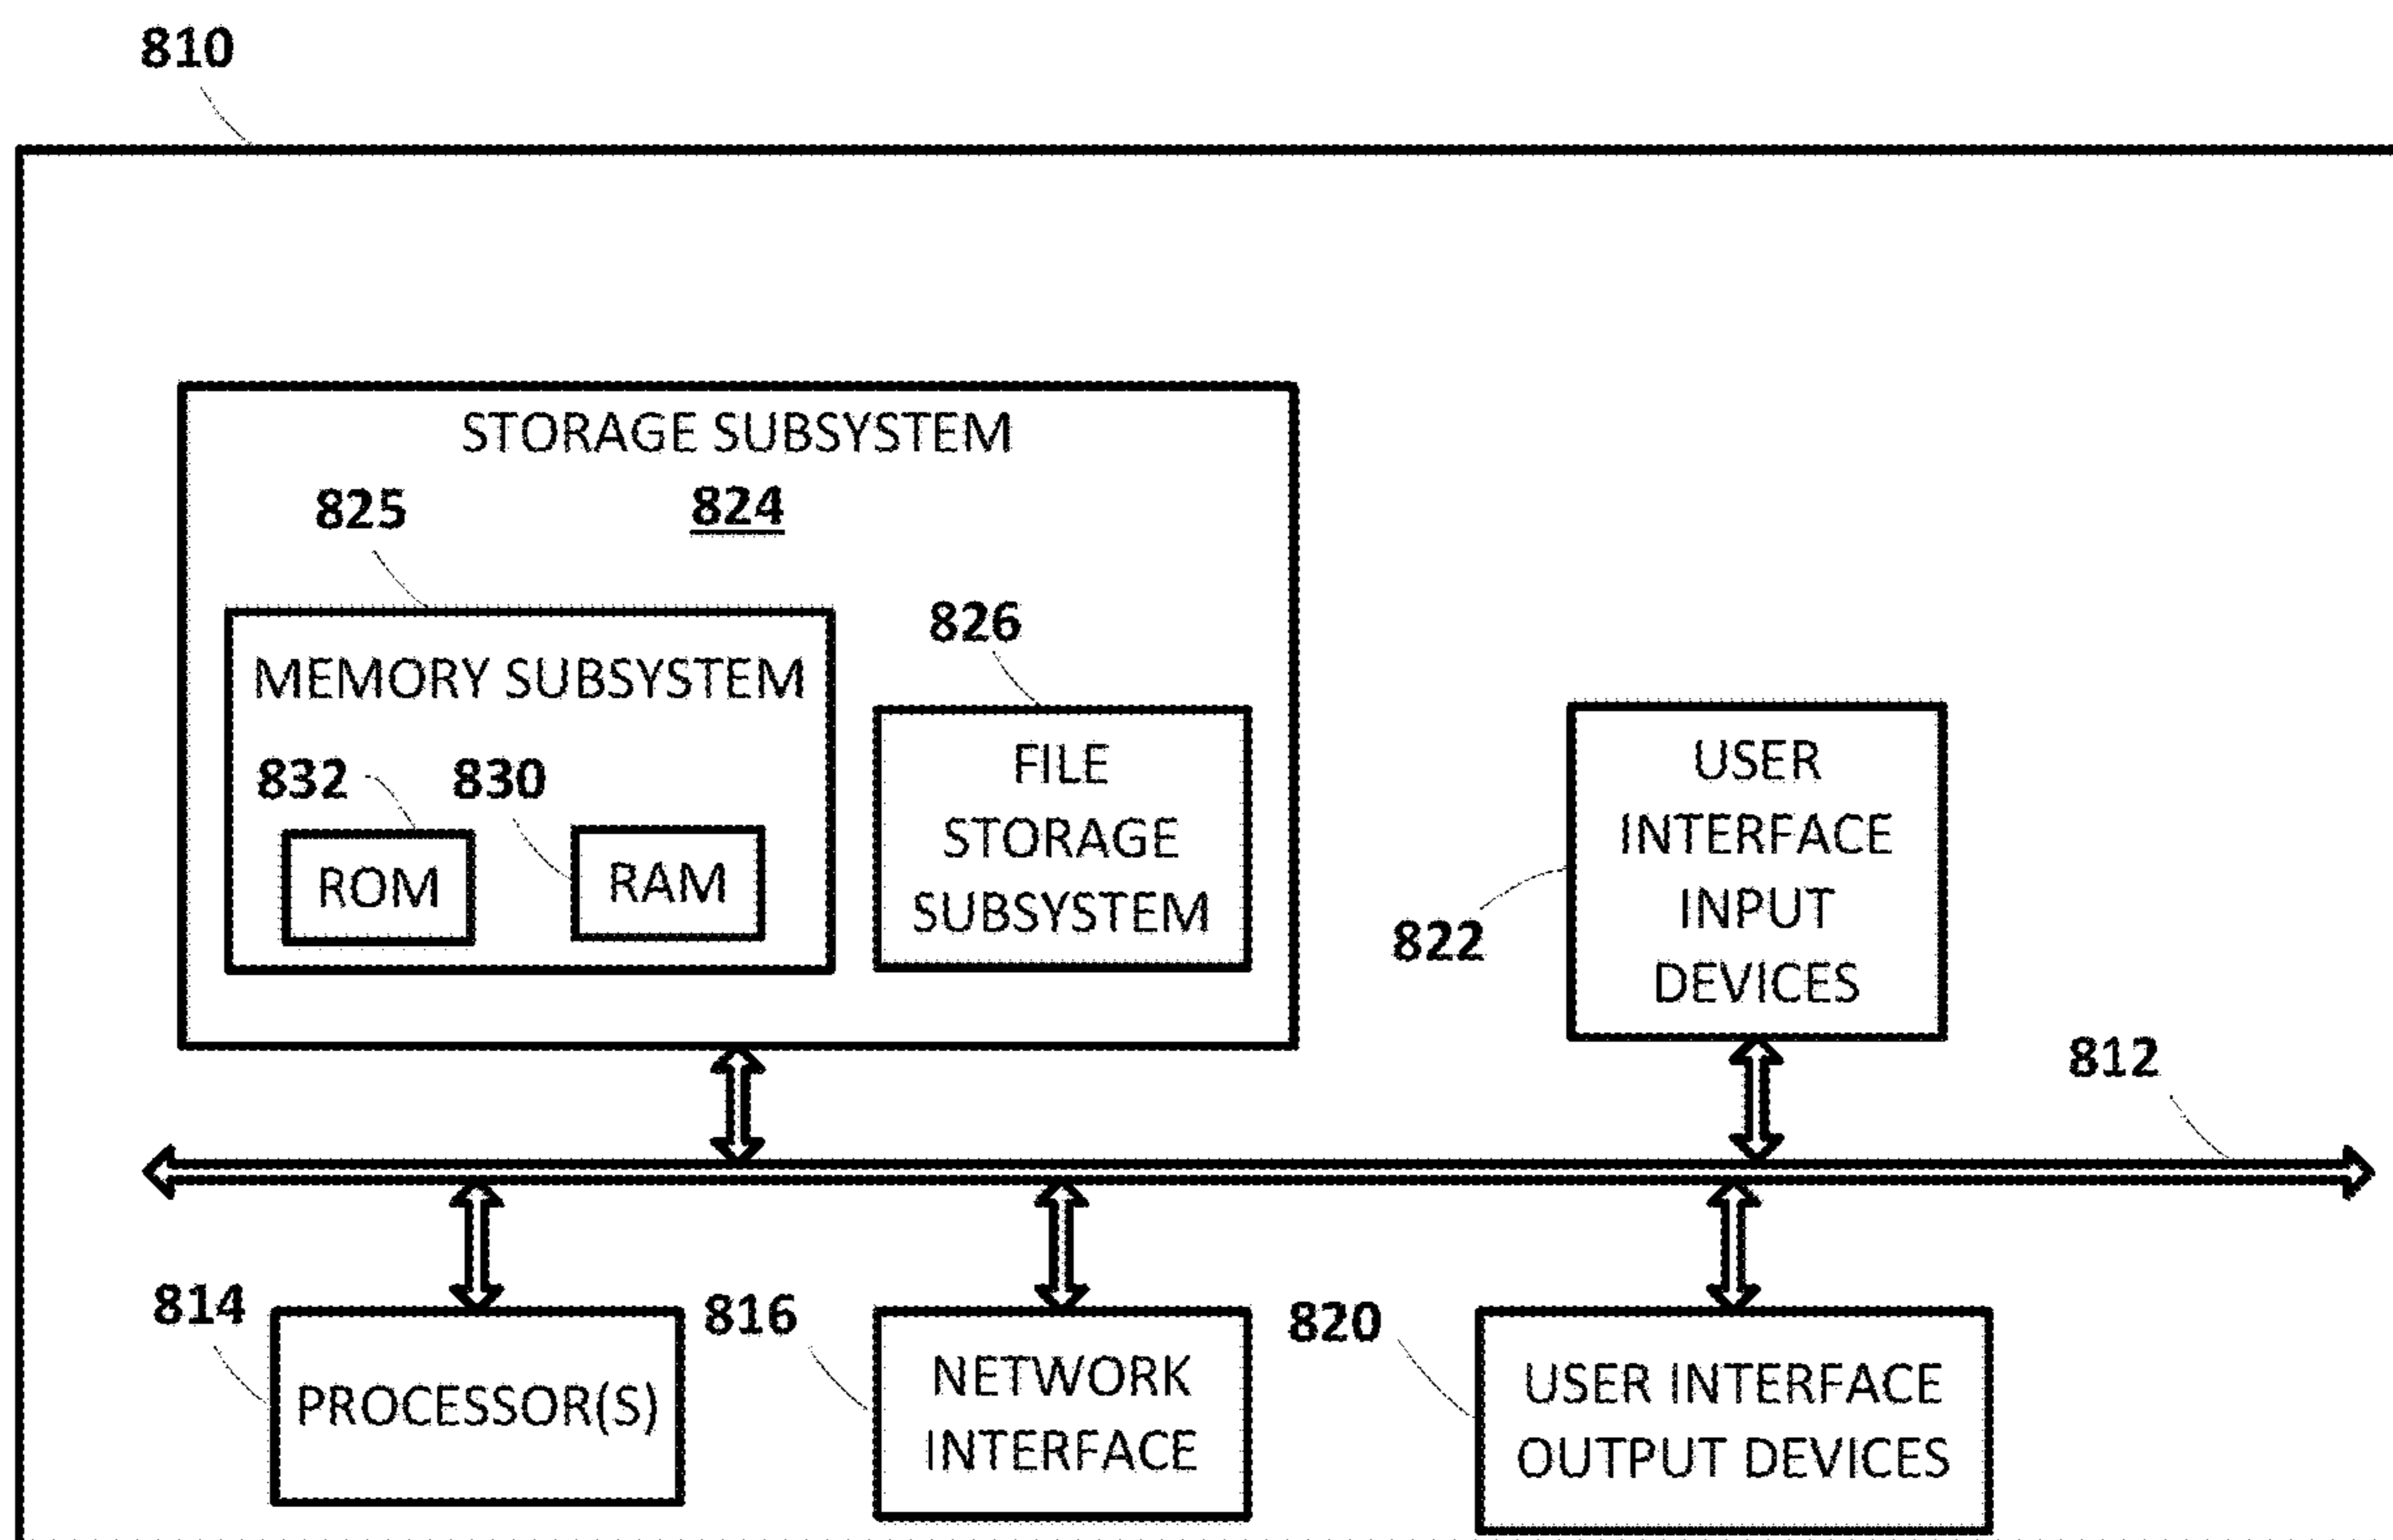 810
STORAGE SUBSYSTEM
824
825
MEMORY SUBSYSTEM
832
830
ROM
RAM
826
FILE
STORAGE
SUBSYSTEM
USER
INTERFACE
INPUT
DEVICES
822
812
814
PROCESSOR(S)
816
NETWORK
INTERFACE
820
USER INTERFACE
OUTPUT DEVICES